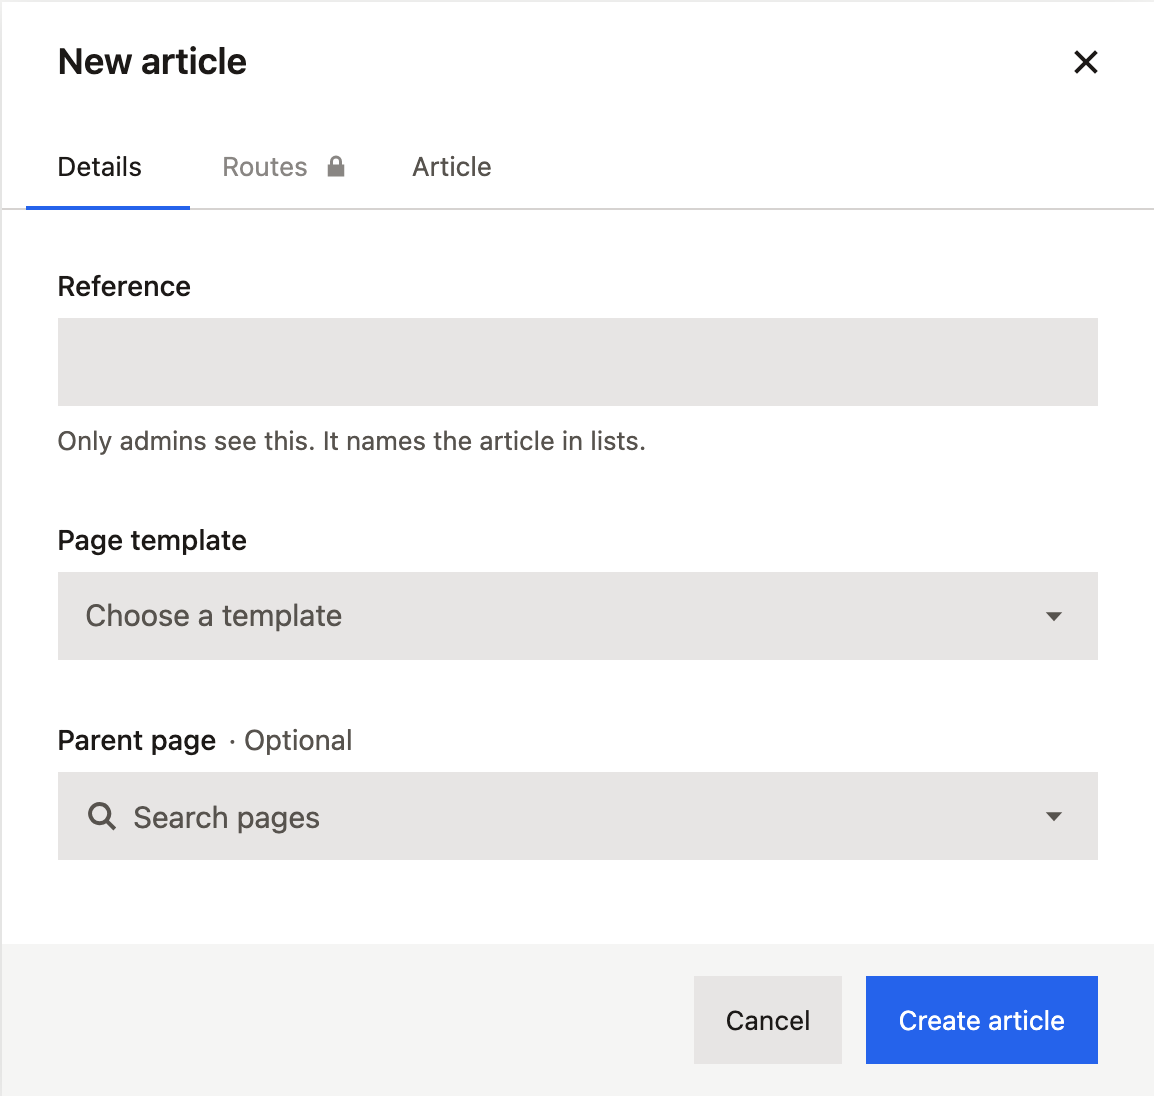 New article
Details
Routes
Article
Reference
Only admins see this. It names the article in lists.
Page template
Choose a template
Parent page · Optional
Search pages
Cancel
Create article